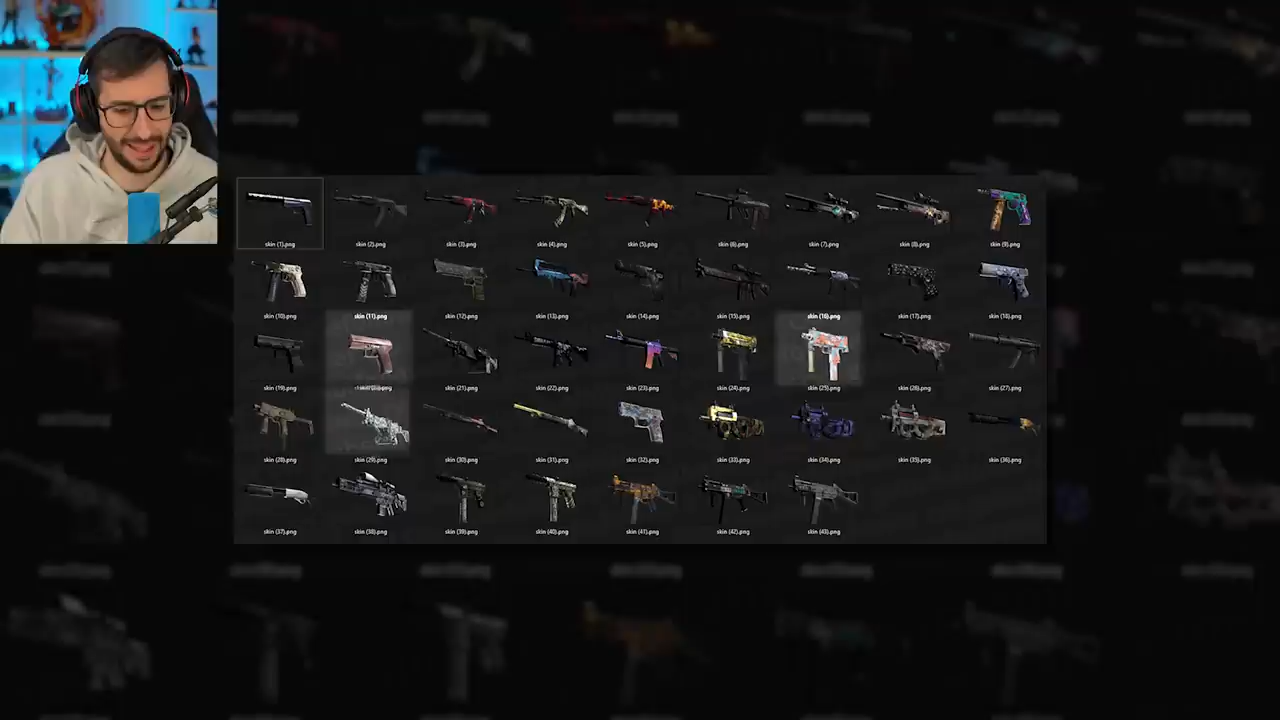 skin (1).png skin (2).png skin (3).png skin (4).png skin (5).png skin (6).png skin (7).png skin (8).png skin (9).png
skin (10).png skin (11).png skin (12).png skin (13).png skin (14).png skin (15).png skin (16).png skin (17).png skin (18).png
skin (19).png skin (21).png skin (22).png skin (23).png skin (24).png skin (25).png skin (26).png skin (27).png
skin (28).png skin (29).png skin (30).png skin (31).png skin (32).png skin (33).png skin (34).png skin (35).png skin (36).png
skin (37).png skin (38).png skin (39).png skin (40).png skin (41).png skin (42).png skin (43).png